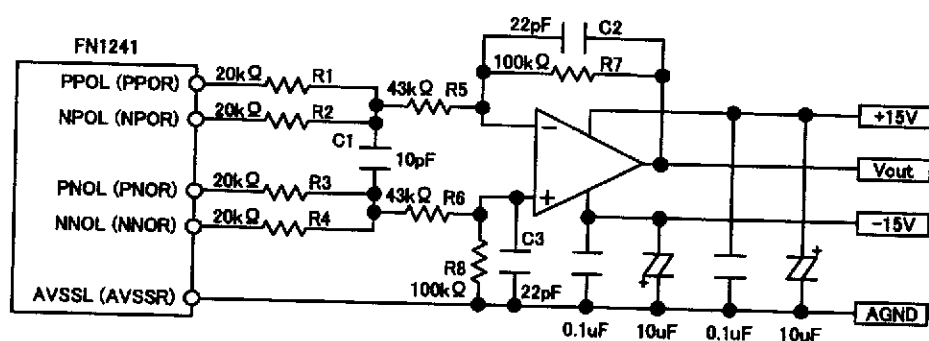 FN1241
22pF C2
100kΩ R7
PPOL (PPOR) 20kΩ R1
43kΩ R5
NPOL (NPOR) 20kΩ R2
+15V
C1
−
10pF
Vout
PNOL (PNOR) 20kΩ R3
43kΩ R6
+
NNOL (NNOR) 20kΩ R4
−15V
C3
R8
+
+
100kΩ
22pF
AVSSL (AVSSR)
AGND
0.1uF 10uF 0.1uF 10uF